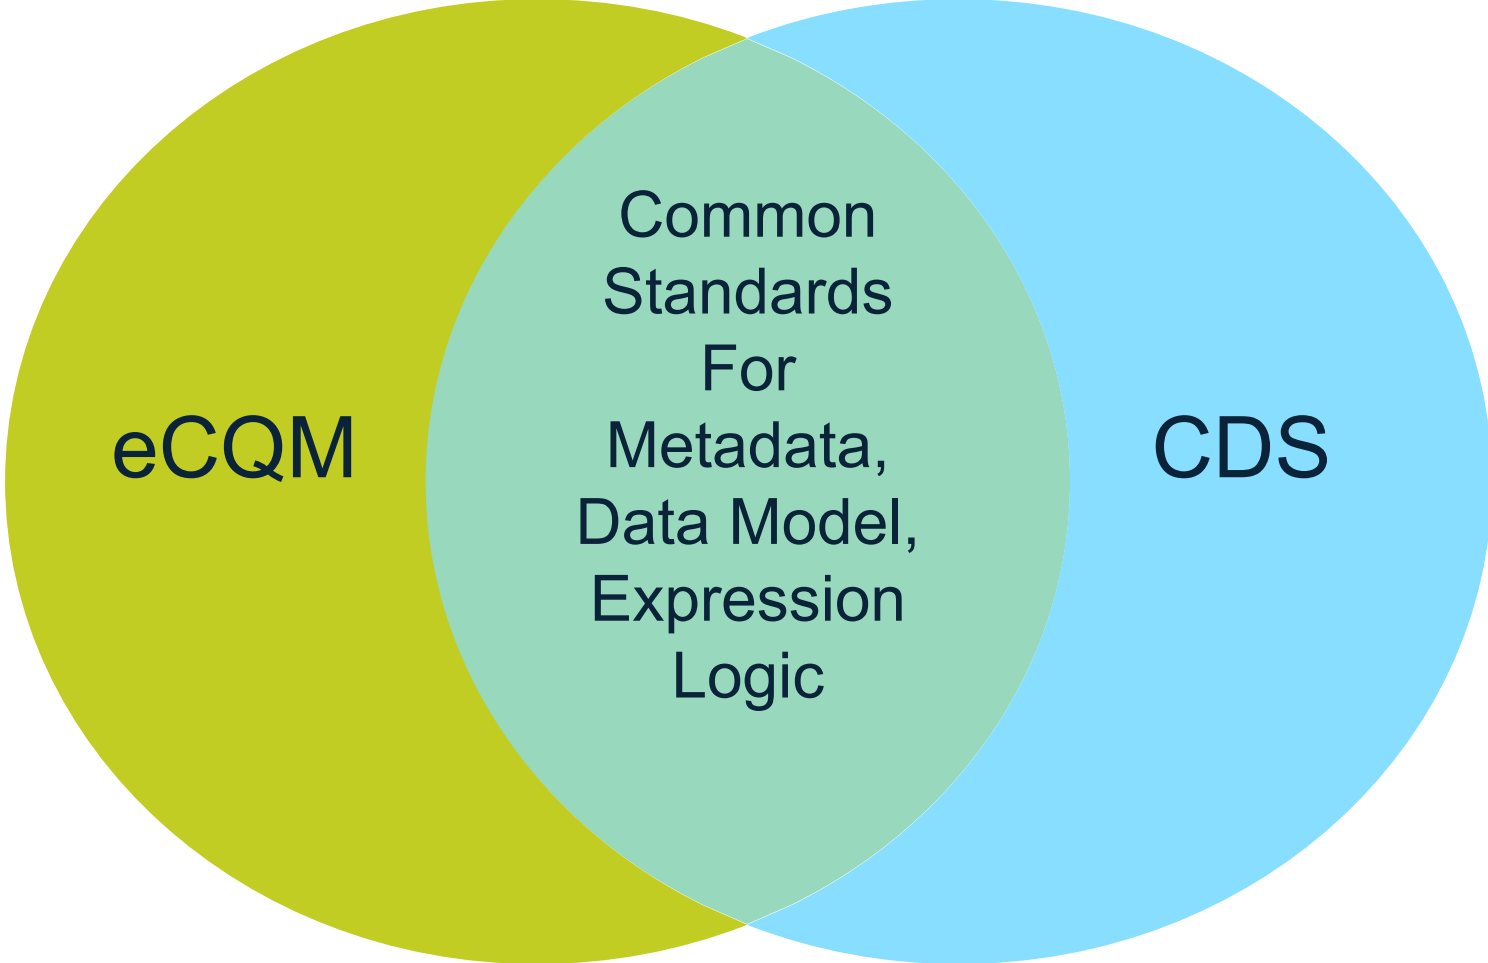 eCQM
Common
Standards
For
Metadata,
Data Model,
Expression
Logic
CDS